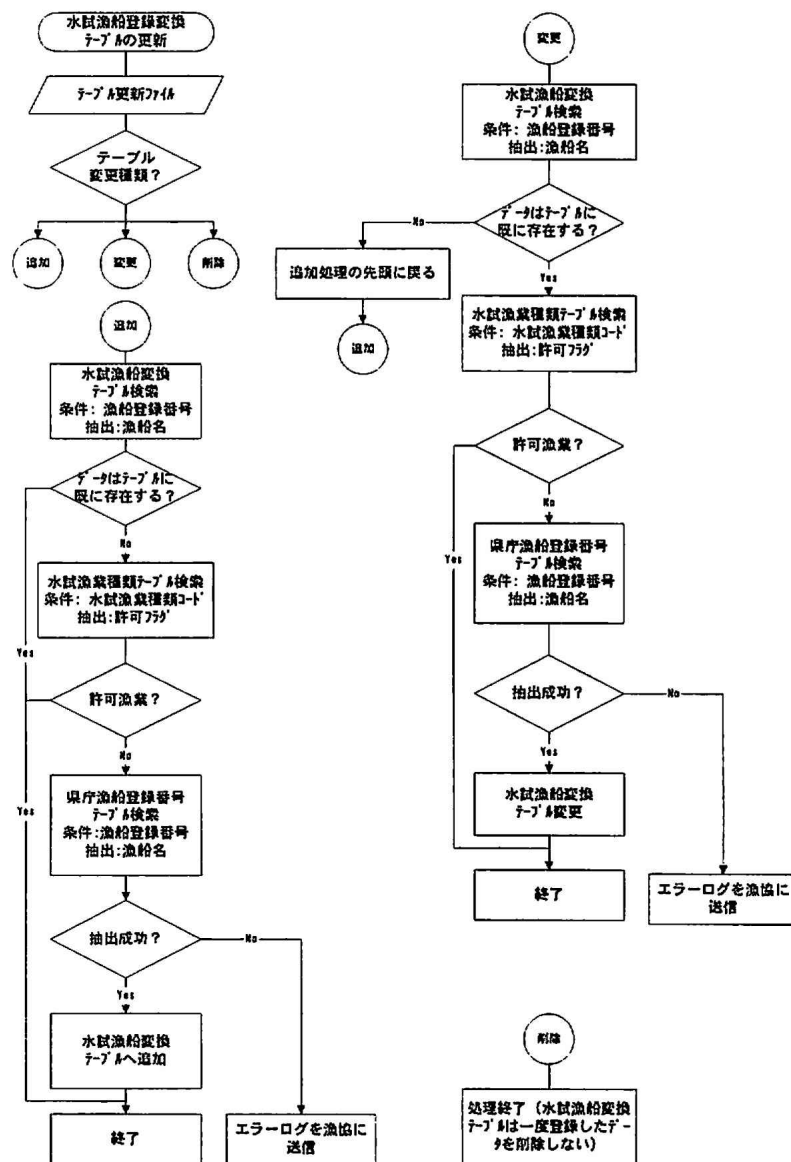 水試漁船登録変換
テーブルの更新
テーブル更新ファイル
テーブル
変更種類？
追加
変更
削除
追加
水試漁船変換
テーブル検索
条件：漁船登録番号
抽出:漁船名
データはテーブルに
既に存在する？
No
水試漁業種類テーブル検索
条件：水試漁業種類コード
抽出:許可フラグ
Yes
許可漁業？
No
Yes
県庁漁船登録番号
テーブル検索
条件:漁船登録番号
抽出:漁船名
抽出成功？
No
Yes
水試漁船変換
テーブルへ追加
終了
エラーログを漁協に
送信
変更
水試漁船変換
テーブル検索
条件：漁船登録番号
抽出:漁船名
データはテーブルに
既に存在する？
No
追加処理の先頭に戻る
追加
Yes
水試漁業種類テーブル検索
条件：水試漁業種類コード
抽出:許可フラグ
許可漁業？
No
Yes
県庁漁船登録番号
テーブル検索
条件：漁船登録番号
抽出:漁船名
抽出成功？
No
Yes
水試漁船変換
テーブル変更
終了
エラーログを漁協に
送信
削除
処理終了（水試漁船変換
テーブルは一度登録したデー
タを削除しない）